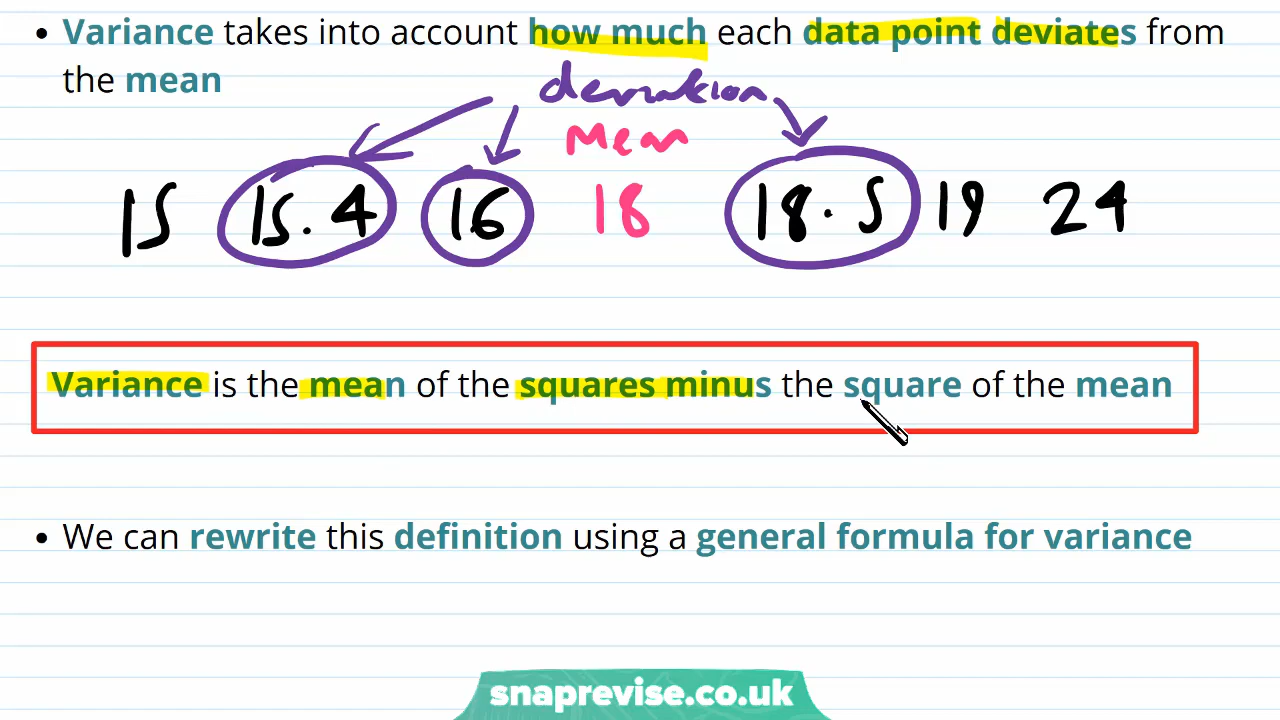 • Variance takes into account how much each data point deviates from
the mean
deviation
Mean
15 15.4 16 18 18.5 19 24
Variance is the mean of the squares minus the square of the mean
• We can rewrite this definition using a general formula for variance
snaprevise.co.uk